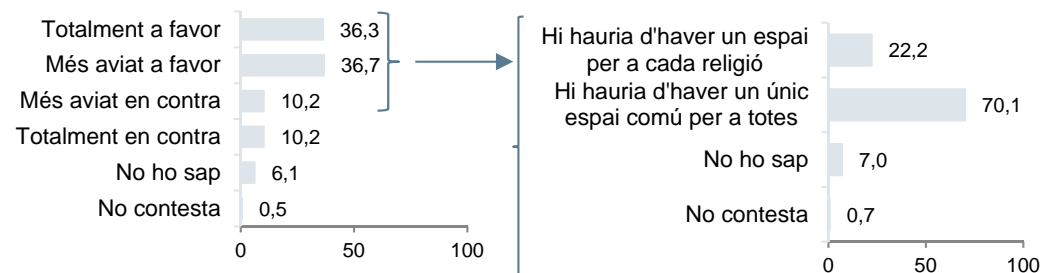 Totalment a favor 36,3
Més aviat a favor 36,7
Més aviat en contra 10,2
Totalment en contra 10,2
No ho sap 6,1
No contesta 0,5
0 50 100
Hi hauria d'haver un espai
per a cada religió 22,2
Hi hauria d'haver un únic
espai comú per a totes 70,1
No ho sap 7,0
No contesta 0,7
0 50 100